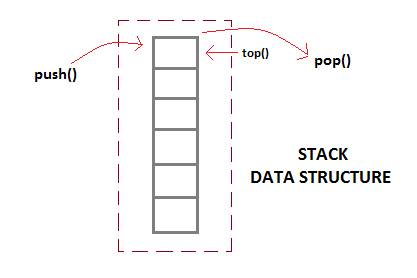 push()
top()
pop()
STACK
DATA STRUCTURE